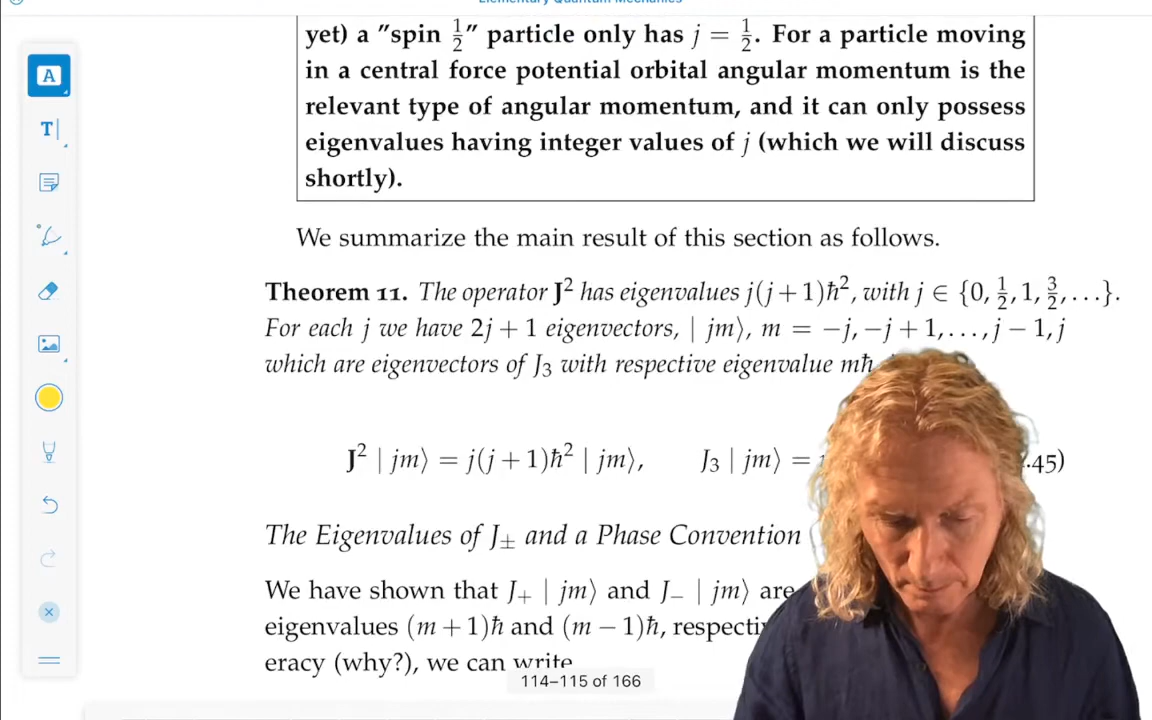 Elementary Quantum Mechanics
A
T
yet) a "spin ½" particle only has j = ½. For a particle moving
in a central force potential orbital angular momentum is the
relevant type of angular momentum, and it can only possess
eigenvalues having integer values of j (which we will discuss
shortly).
We summarize the main result of this section as follows.
Theorem 11. The operator J² has eigenvalues j(j + 1)ħ², with j ∈ {0, ½, 1, 3/2, . . .}.
For each j we have 2j + 1 eigenvectors, | jm⟩, m = −j, −j + 1, . . . , j − 1, j
which are eigenvectors of J₃ with respective eigenvalue mħ
J² | jm⟩ = j(j + 1)ħ² | jm⟩, J₃ | jm⟩ = .45)
The Eigenvalues of J± and a Phase Convention
We have shown that J₊ | jm⟩ and J₋ | jm⟩ are
eigenvalues (m + 1)ħ and (m − 1)ħ,
eracy (why?), we can write
114–115 of 166